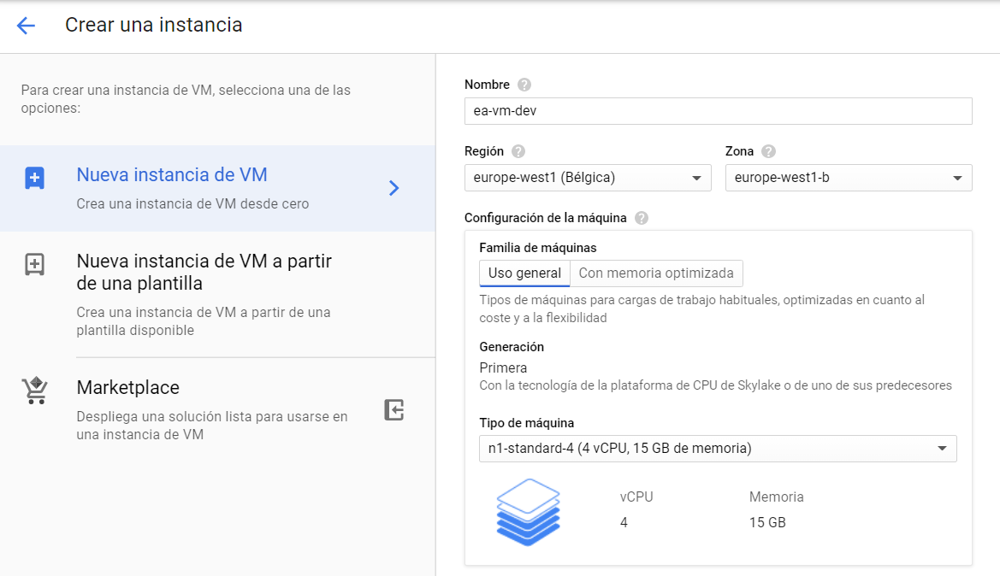 Crear una instancia
Para crear una instancia de VM, selecciona una de las
opciones:
Nueva instancia de VM
Crea una instancia de VM desde cero
Nueva instancia de VM a partir
de una plantilla
Crea una instancia de VM a partir de una
plantilla disponible
Marketplace
Despliega una solución lista para usarse en
una instancia de VM
Nombre ?
ea-vm-dev
Región ? Zona ?
europe-west1 (Bélgica) europe-west1-b
Configuración de la máquina ?
Familia de máquinas
Uso general Con memoria optimizada
Tipos de máquinas para cargas de trabajo habituales, optimizadas en cuanto al
coste y a la flexibilidad
Generación
Primera
Con la tecnología de la plataforma de CPU de Skylake o de uno de sus predecesores
Tipo de máquina
n1-standard-4 (4 vCPU, 15 GB de memoria)
vCPU Memoria
4 15 GB